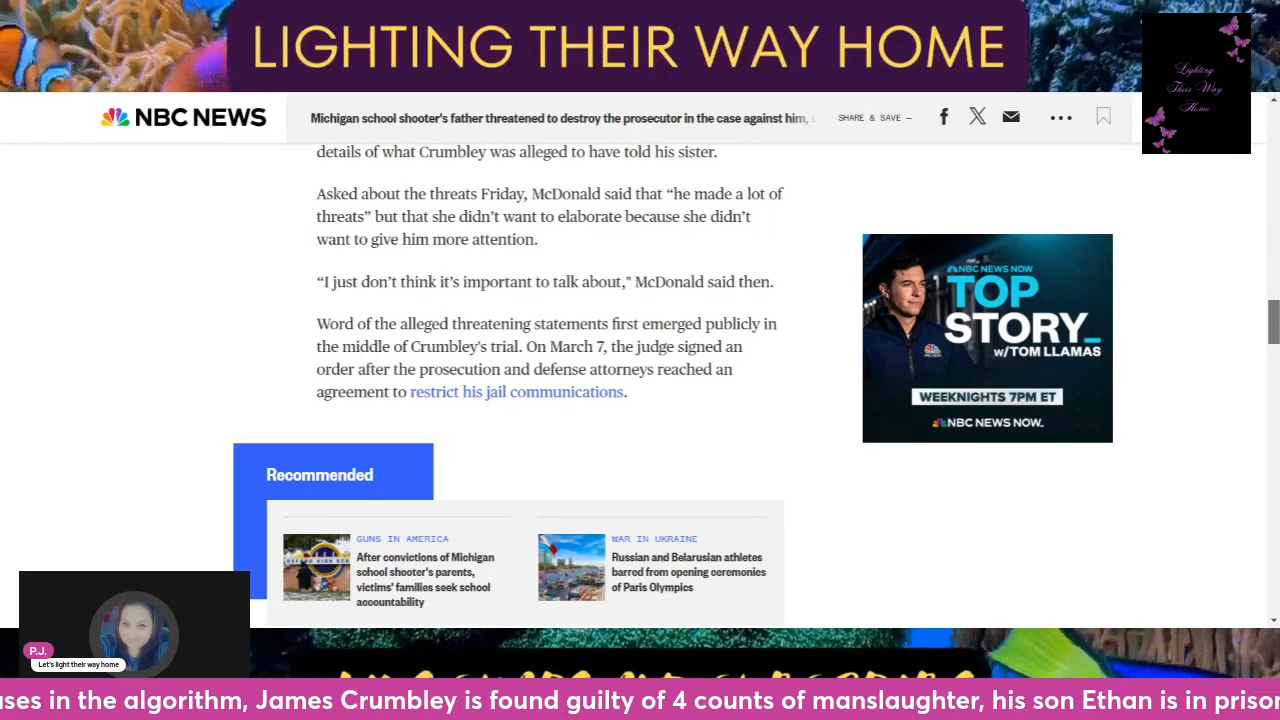 LIGHTING THEIR WAY HOME
Lighting
Their Way
Home
NBC NEWS
Michigan school shooter's father threatened to destroy the prosecutor in the case against him,
SHARE & SAVE —
details of what Crumbley was alleged to have told his sister.
Asked about the threats Friday, McDonald said that “he made a lot of
threats” but that she didn’t want to elaborate because she didn’t
want to give him more attention.
“I just don’t think it’s important to talk about," McDonald said then.
Word of the alleged threatening statements first emerged publicly in
the middle of Crumbley's trial. On March 7, the judge signed an
order after the prosecution and defense attorneys reached an
agreement to restrict his jail communications.
NBC NEWS NOW
TOP
STORY_
w/TOM LLAMAS
WEEKNIGHTS 7PM ET
NBC NEWS NOW_
Recommended
GUNS IN AMERICA
After convictions of Michigan
school shooter's parents,
victims' families seek school
accountability
WAR IN UKRAINE
Russian and Belarusian athletes
barred from opening ceremonies
of Paris Olympics
P.J.
Let's light their way home
ases in the algorithm, James Crumbley is found guilty of 4 counts of manslaughter, his son Ethan is in prison